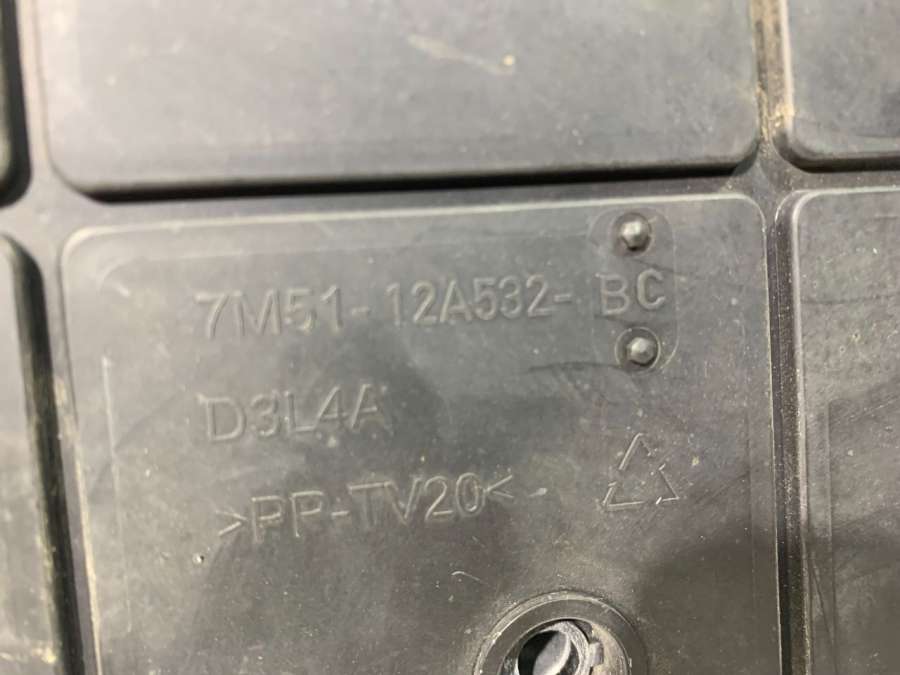 7M51-12A532-BC
D3L4A
>PP-TV20<